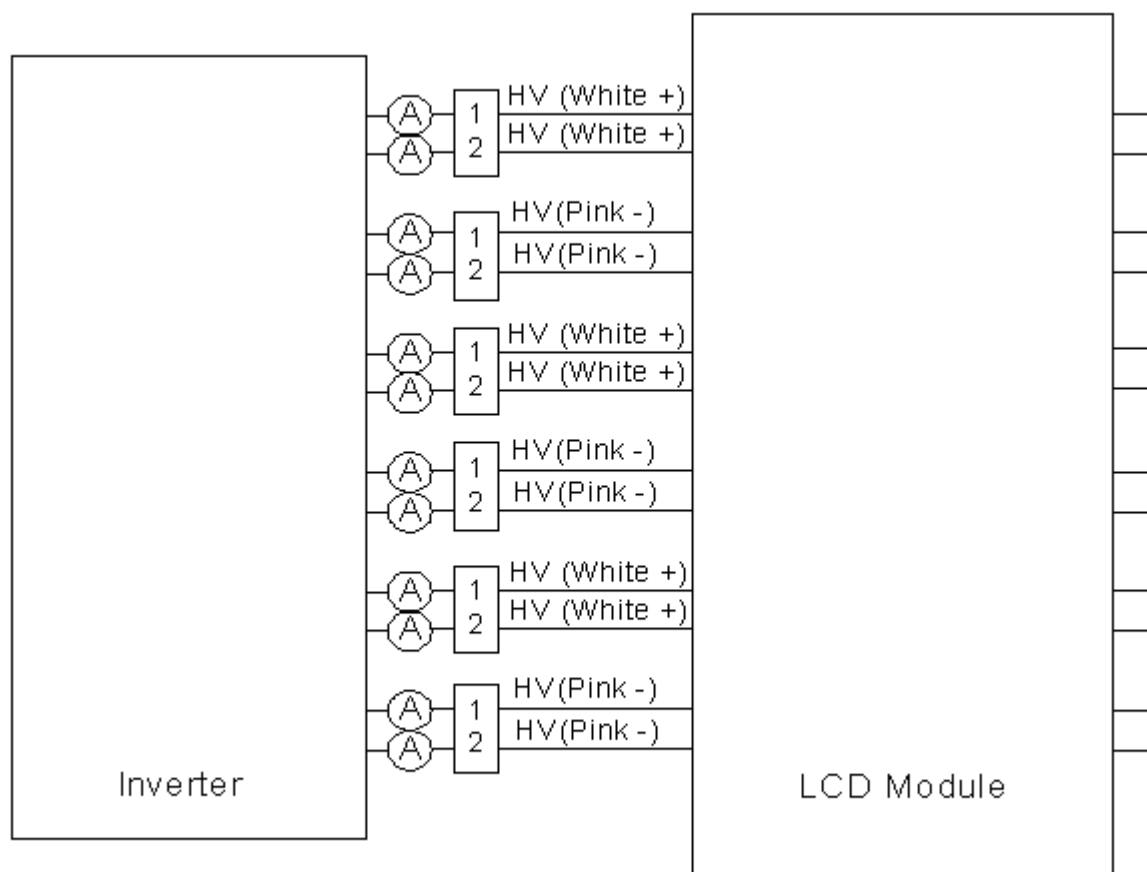 HV (White +)
A 1
HV (White +)
A 2
HV(Pink -)
A 1
HV(Pink -)
A 2
HV (White +)
A 1
HV (White +)
A 2
HV(Pink -)
A 1
HV(Pink -)
A 2
HV (White +)
A 1
HV (White +)
A 2
HV(Pink -)
A 1
HV(Pink -)
A 2
Inverter
LCD Module